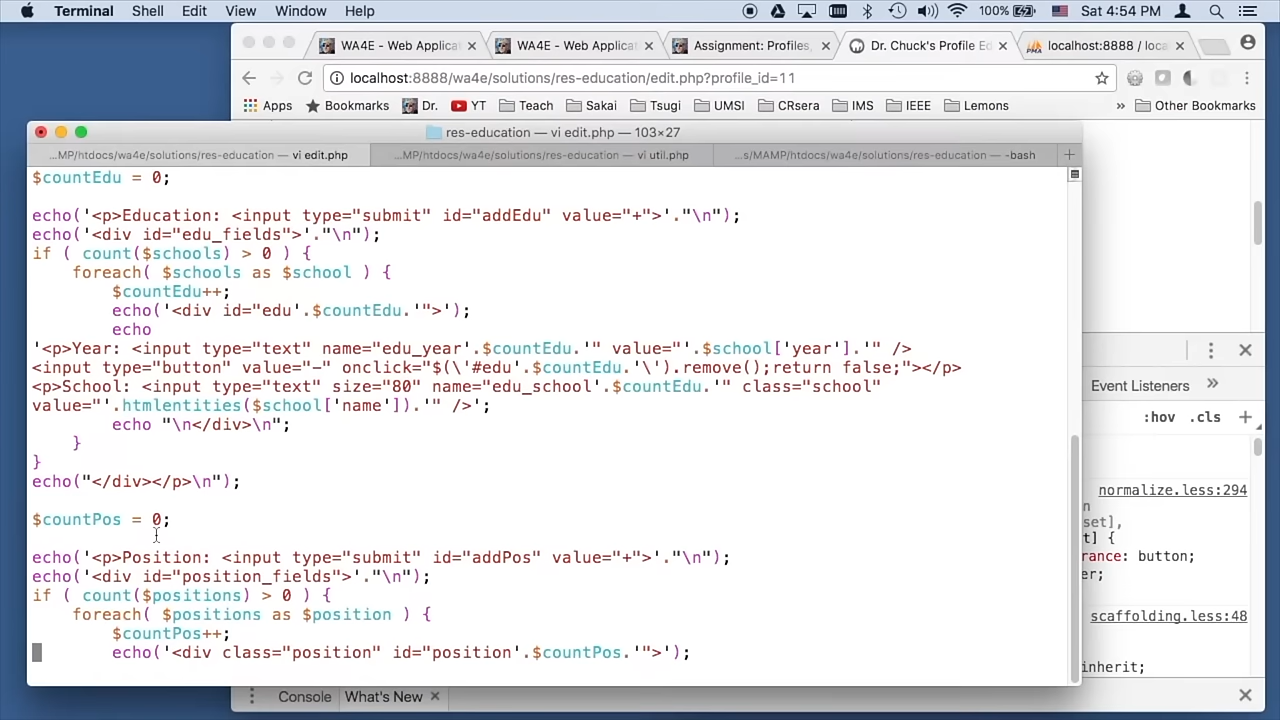 Terminal Shell Edit View Window Help 100% Sat 4:54 PM
WA4E - Web Applicat × WA4E - Web Applicat × Assignment: Profiles, × Dr. Chuck's Profile Ed × localhost:8888 / loca ×
localhost:8888/wa4e/solutions/res-education/edit.php?profile_id=11
Apps Bookmarks Dr. YT Teach Sakai Tsugi UMSI CRsera IMS IEEE Lemons » Other Bookmarks
res-education — vi edit.php — 103×27
...MP/htdocs/wa4e/solutions/res-education — vi edit.php ...MP/htdocs/wa4e/solutions/res-education — vi util.php ...s/MAMP/htdocs/wa4e/solutions/res-education — -bash +
$countEdu = 0;
echo('<p>Education: <input type="submit" id="addEdu" value="+">'."\n");
echo('<div id="edu_fields">'."\n");
if ( count($schools) > 0 ) {
foreach( $schools as $school ) {
$countEdu++;
echo('<div id="edu'.$countEdu.'">');
echo
'<p>Year: <input type="text" name="edu_year'.$countEdu.'" value="'.$school['year'].'" />
<input type="button" value="-" onclick="$(\'#edu'.$countEdu.'\').remove();return false;"></p>
<p>School: <input type="text" size="80" name="edu_school'.$countEdu.'" class="school"
value="'.htmlentities($school['name']).'" />';
echo "\n</div>\n";
}
}
echo("</div></p>\n");
$countPos = 0;
echo('<p>Position: <input type="submit" id="addPos" value="+">'."\n");
echo('<div id="position_fields">'."\n");
if ( count($positions) > 0 ) {
foreach( $positions as $position ) {
$countPos++;
echo('<div class="position" id="position'.$countPos.'">');
Event Listeners »
:hov .cls +
normalize.less:294
set],
t] {
rance: button;
er;
scaffolding.less:48
inherit;
Console What's New ×